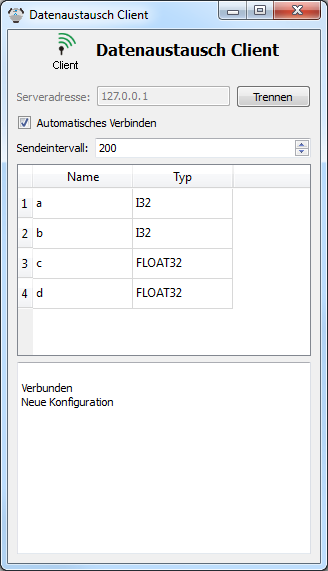 Datenaustausch Client
Client
Datenaustausch Client
Serveradresse: 127.0.0.1 Trennen
Automatisches Verbinden
Sendeintervall: 200
Name Typ
1 a I32
2 b I32
3 c FLOAT32
4 d FLOAT32
Verbunden
Neue Konfiguration